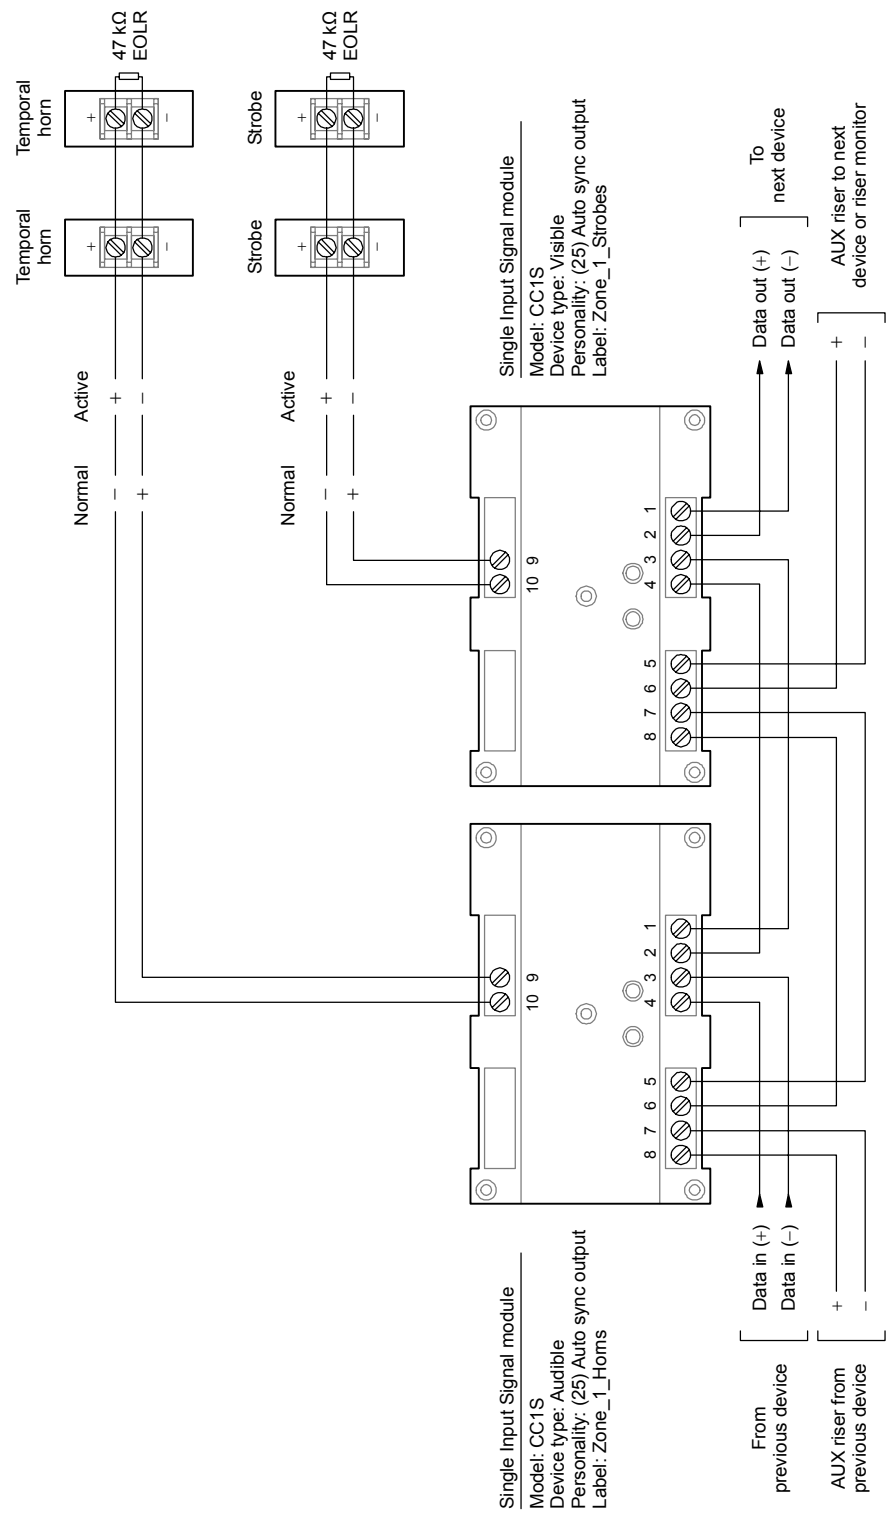 Temporal
horn
Temporal
horn
47 kΩ
EOLR
+
−
+
−
Normal
Active
−
+
+
−
Strobe
Strobe
47 kΩ
EOLR
+
−
+
−
Normal
Active
−
+
+
−
Single Input Signal module
Model: CC1S
Device type: Audible
Personality: (25) Auto sync output
Label: Zone_1_Horns
10 9
8 7 6 5 4 3 2 1
Single Input Signal module
Model: CC1S
Device type: Visible
Personality: (25) Auto sync output
Label: Zone_1_Strobes
10 9
8 7 6 5 4 3 2 1
From
previous device
Data in (+)
Data in (−)
To
next device
Data out (+)
Data out (−)
AUX riser from
previous device
+
−
AUX riser to next
device or riser monitor
+
−